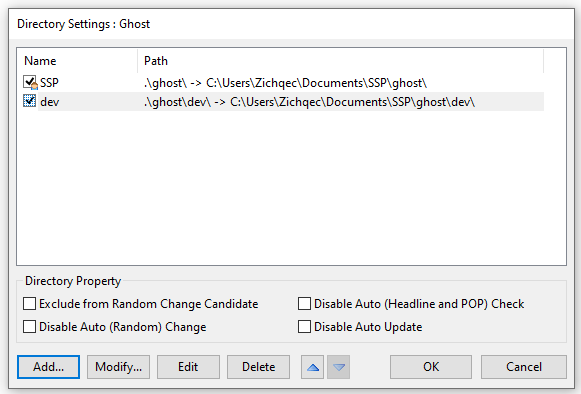 Directory Settings : Ghost
Name Path
SSP .\ghost\ -> C:\Users\Zichqec\Documents\SSP\ghost\
dev .\ghost\dev\ -> C:\Users\Zichqec\Documents\SSP\ghost\dev\
Directory Property
Exclude from Random Change Candidate Disable Auto (Headline and POP) Check
Disable Auto (Random) Change Disable Auto Update
Add... Modify... Edit Delete OK Cancel